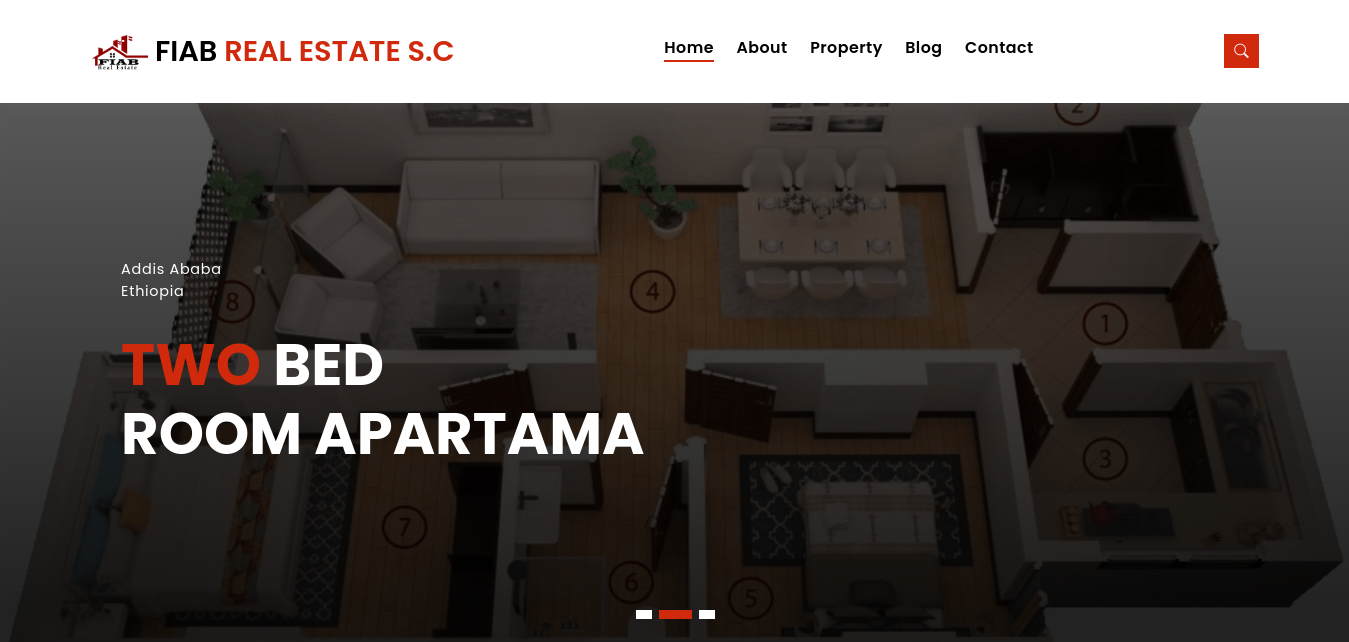 FIAB
Real Estate
FIAB REAL ESTATE S.C
Home About Property Blog Contact
2
Addis Ababa
Ethiopia
8
4
1
TWO BED
ROOM APARTAMA
3
7
6
5